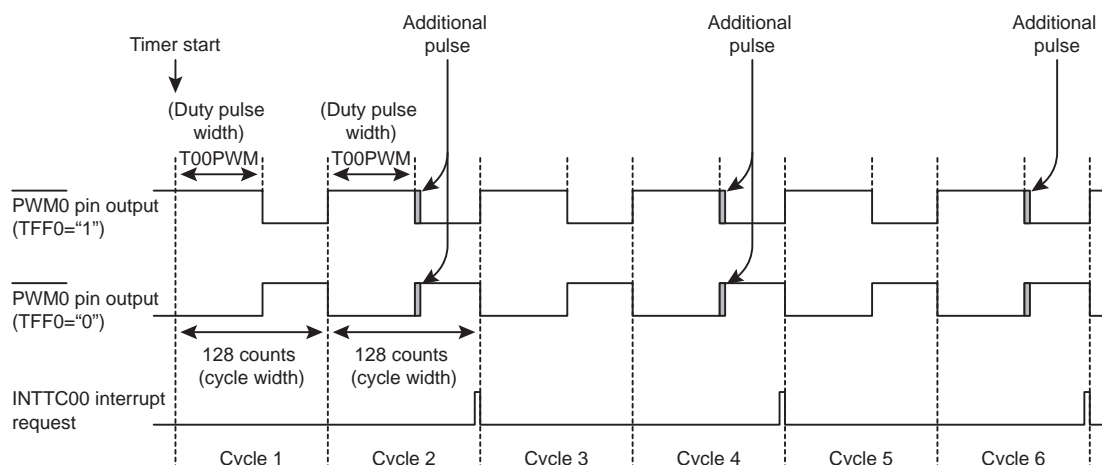 Additional
pulse
Additional
pulse
Additional
pulse
Timer start
(Duty pulse
width)
T00PWM
(Duty pulse
width)
T00PWM
PWM0 pin output
(TFF0=“1”)
PWM0 pin output
(TFF0=“0”)
128 counts
(cycle width)
128 counts
(cycle width)
INTTC00 interrupt
request
Cycle 1
Cycle 2
Cycle 3
Cycle 4
Cycle 5
Cycle 6